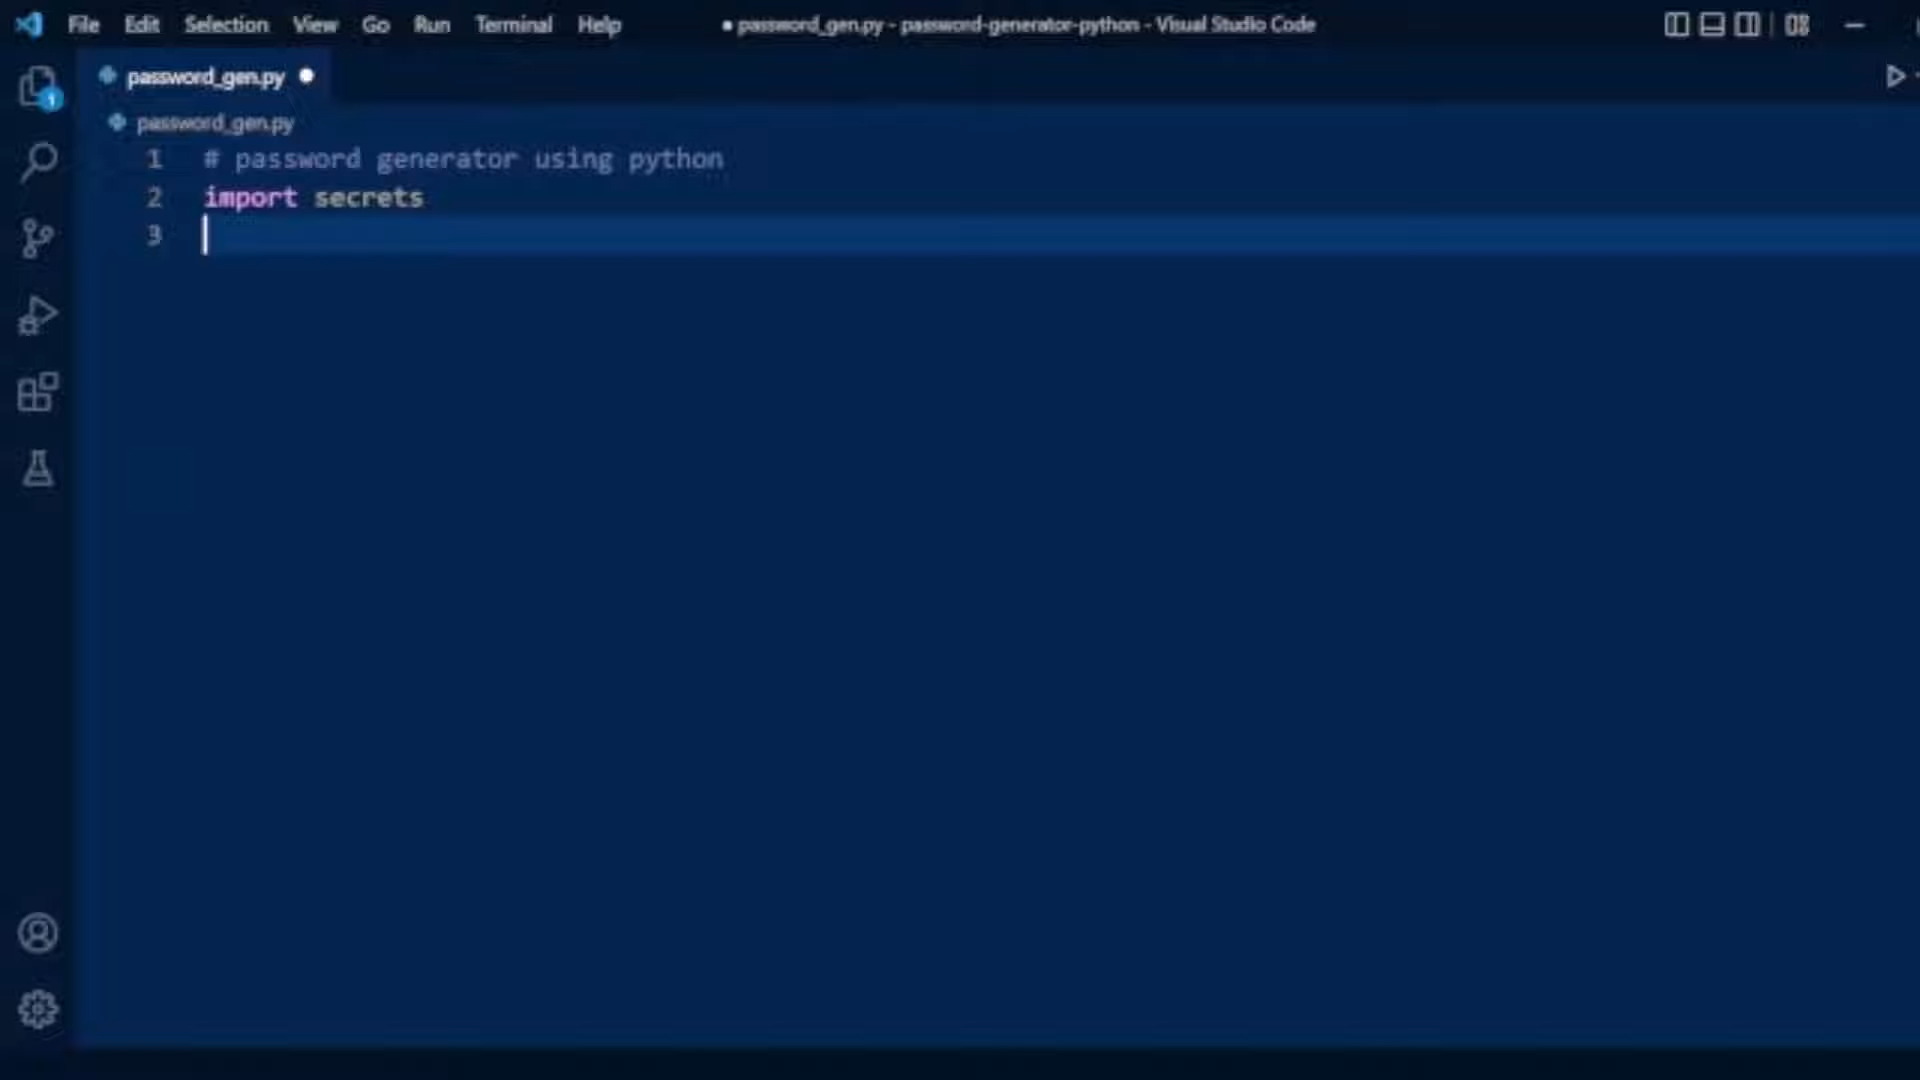 File Edit Selection View Go Run Terminal Help ● password_gen.py - password-generator-python - Visual Studio Code
password_gen.py ●
1
password_gen.py
1 # password generator using python
2 import secrets
3